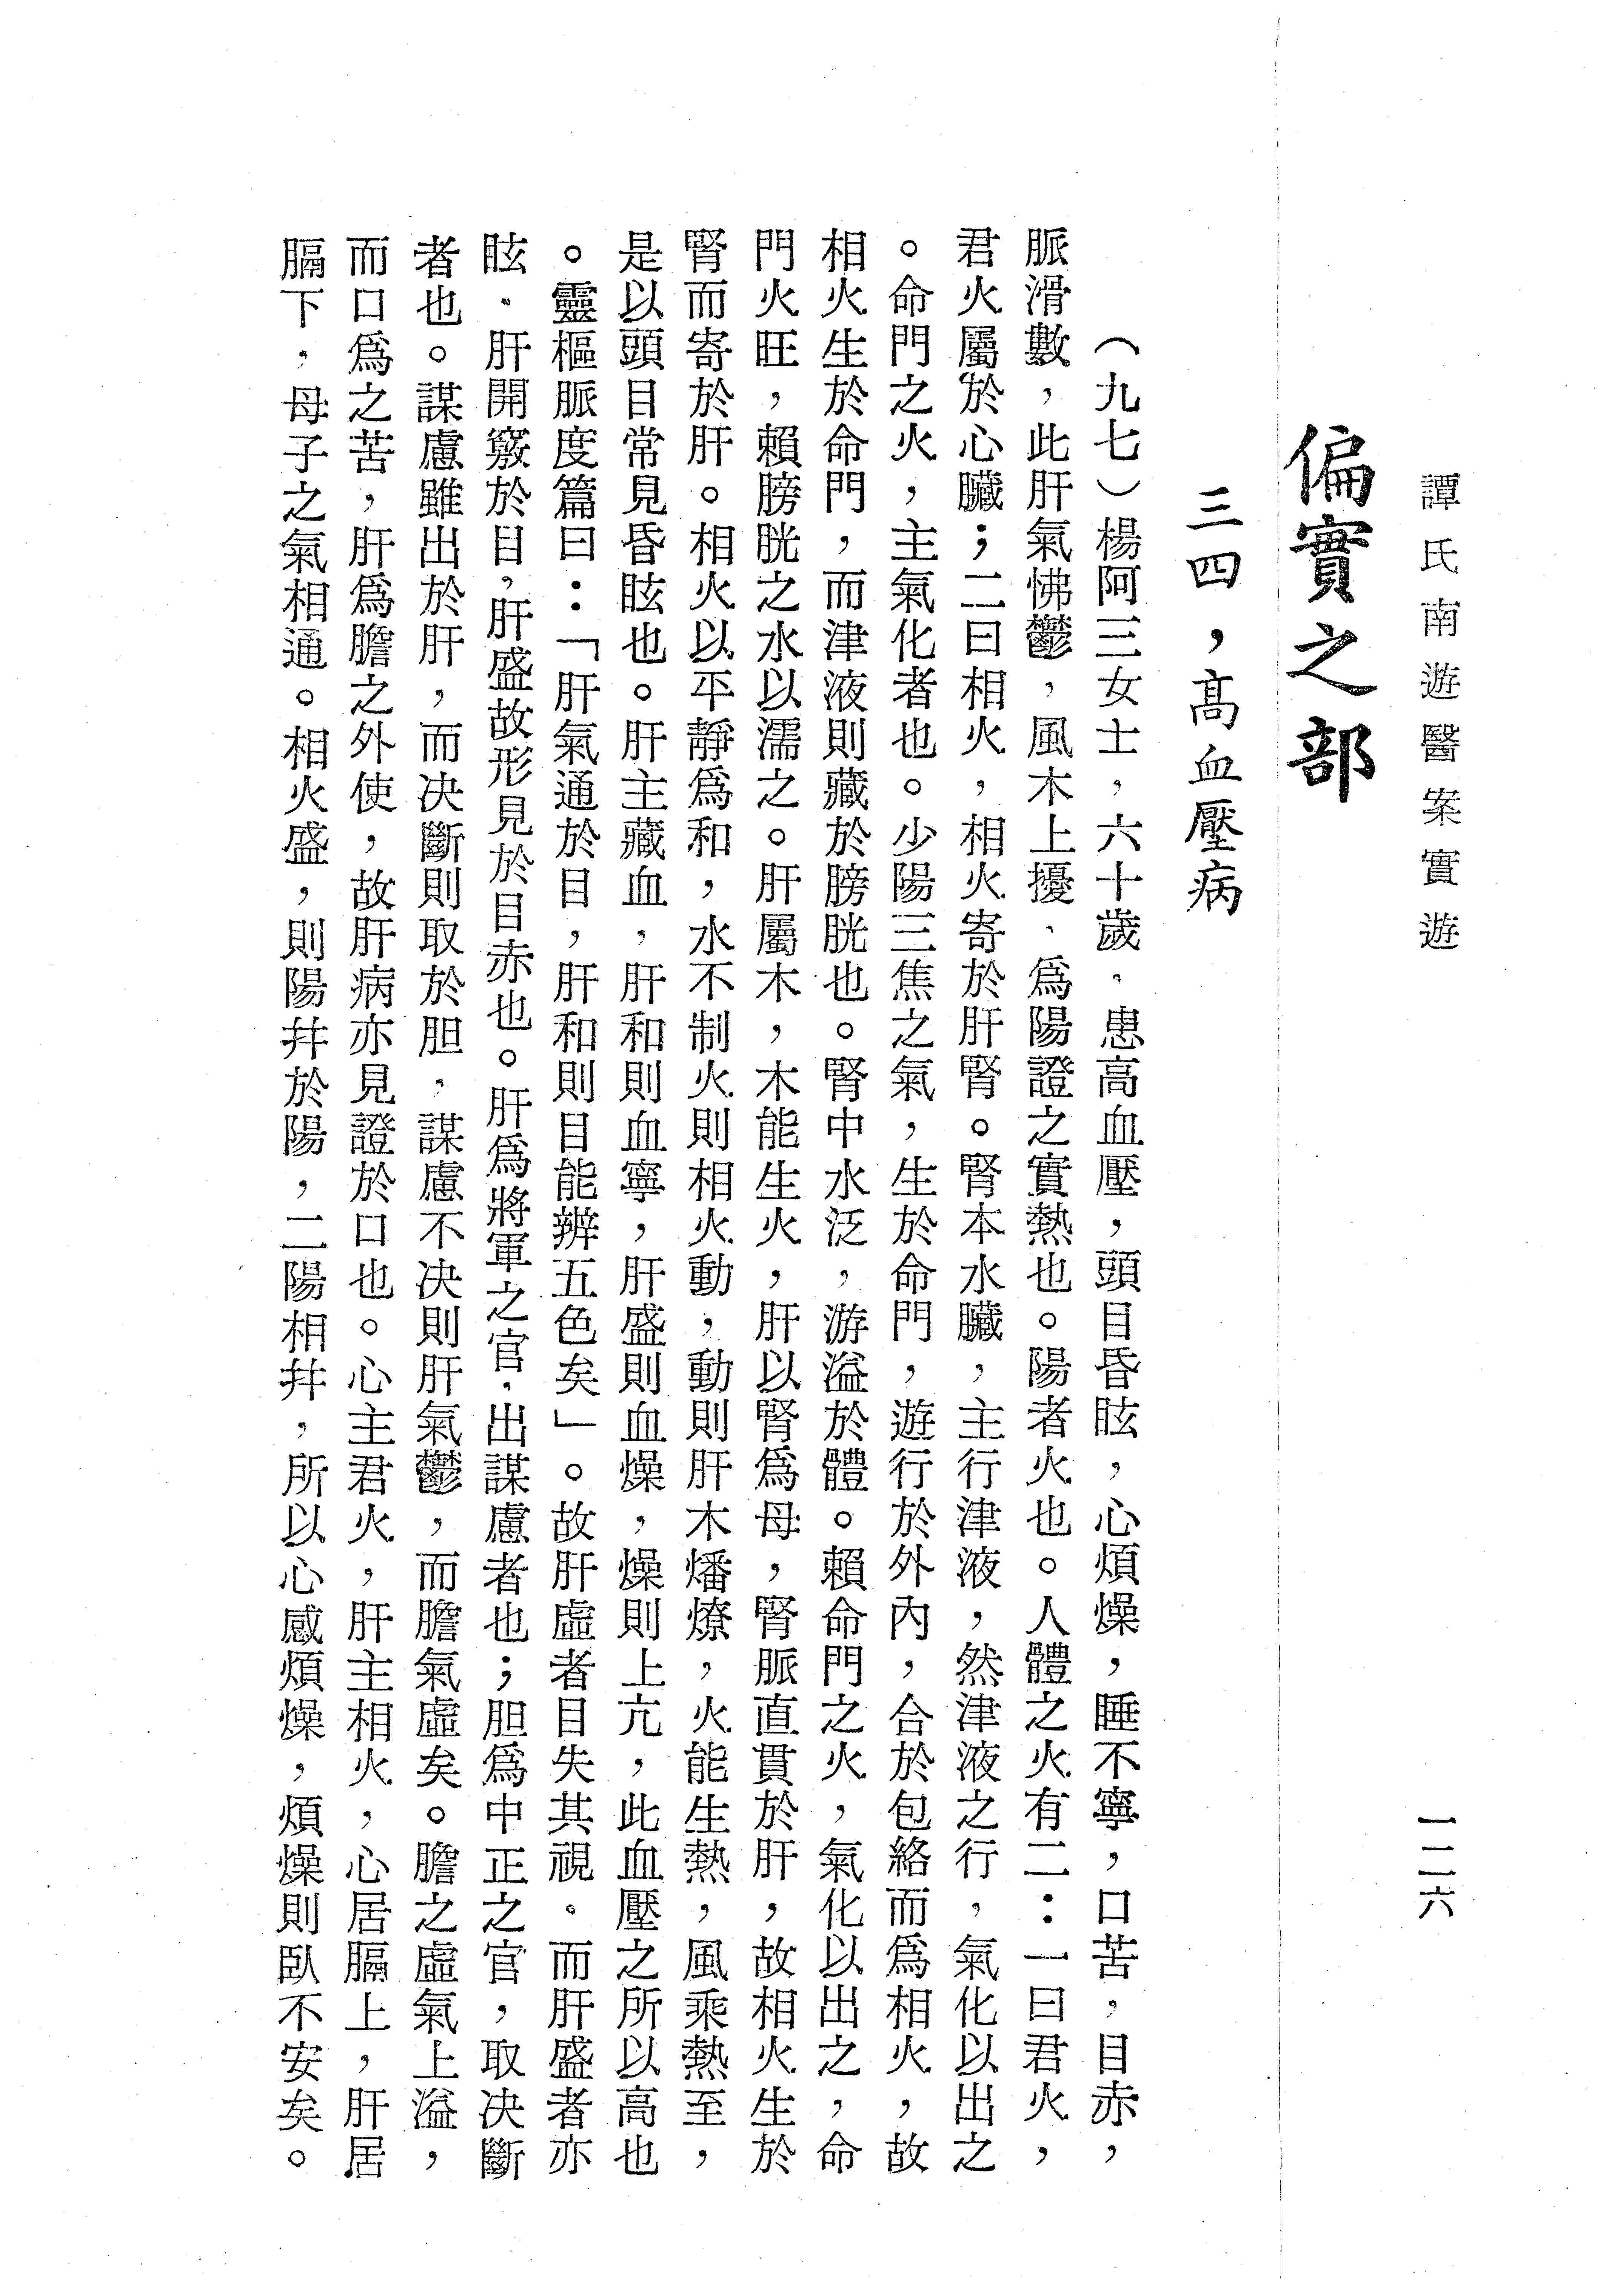 譚氏南遊醫案實遊
一二六
偏實之部
三四，高血壓病
（九七）楊阿三女士，六十歲，患高血壓，頭目昏眩，心煩燥，睡不寧，口苦，目赤，
脈滑數，此肝氣怫鬱，風木上擾，為陽證之實熱也。陽者火也。人體之火有二：一曰君火，
君火屬於心臟；二曰相火，相火寄於肝腎。腎本水臟，主行津液，然津液之行，氣化以出之
。命門之火，主氣化者也。少陽三焦之氣，生於命門，遊行於外內，合於包絡而為相火，故
相火生於命門，而津液則藏於膀胱也。腎中水泛，游溢於體。賴命門之火，氣化以出之，命
門火旺，賴膀胱之水以濡之。肝屬木，木能生火，肝以腎為母，腎脈直貫於肝，故相火生於
腎而寄於肝。相火以平靜為和，水不制火則相火動，動則肝木燔燎，火能生熱，風乘熱至，
是以頭目常見昏眩也。肝主藏血，肝和則血寧，肝盛則血燥，燥則上亢，此血壓之所以高也
。靈樞脈度篇曰：「肝氣通於目，肝和則目能辨五色矣」。故肝虛者目失其視。而肝盛者亦
眩。肝開竅於目，肝盛故形見於目赤也。肝為將軍之官，出謀慮者也；胆為中正之官，取決斷
者也。謀慮雖出於肝，而決斷則取於胆，謀慮不決則肝氣鬱，而膽氣虛矣。膽之虛氣上溢，
而口為之苦，肝為膽之外使，故肝病亦見證於口也。心主君火，肝主相火，心居膈上，肝居
膈下，母子之氣相通。相火盛，則陽幷於陽，二陽相幷，所以心感煩燥，煩燥則臥不安矣。